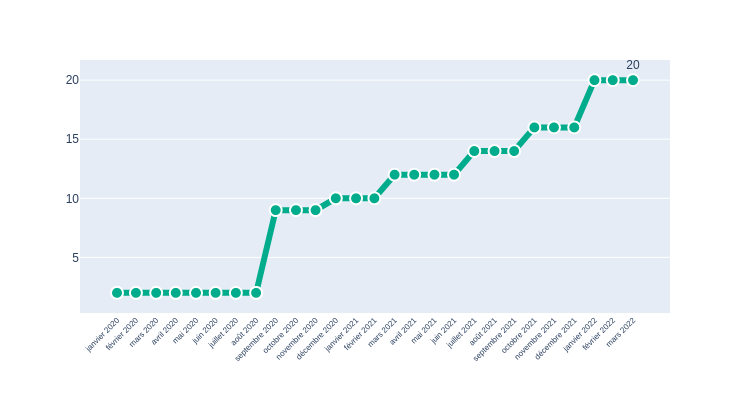 20
20
15
10
5
janvier 2020
février 2020
mars 2020
avril 2020
mai 2020
juin 2020
juillet 2020
août 2020
septembre 2020
octobre 2020
novembre 2020
décembre 2020
janvier 2021
février 2021
mars 2021
avril 2021
mai 2021
juin 2021
juillet 2021
août 2021
septembre 2021
octobre 2021
novembre 2021
décembre 2021
janvier 2022
février 2022
mars 2022